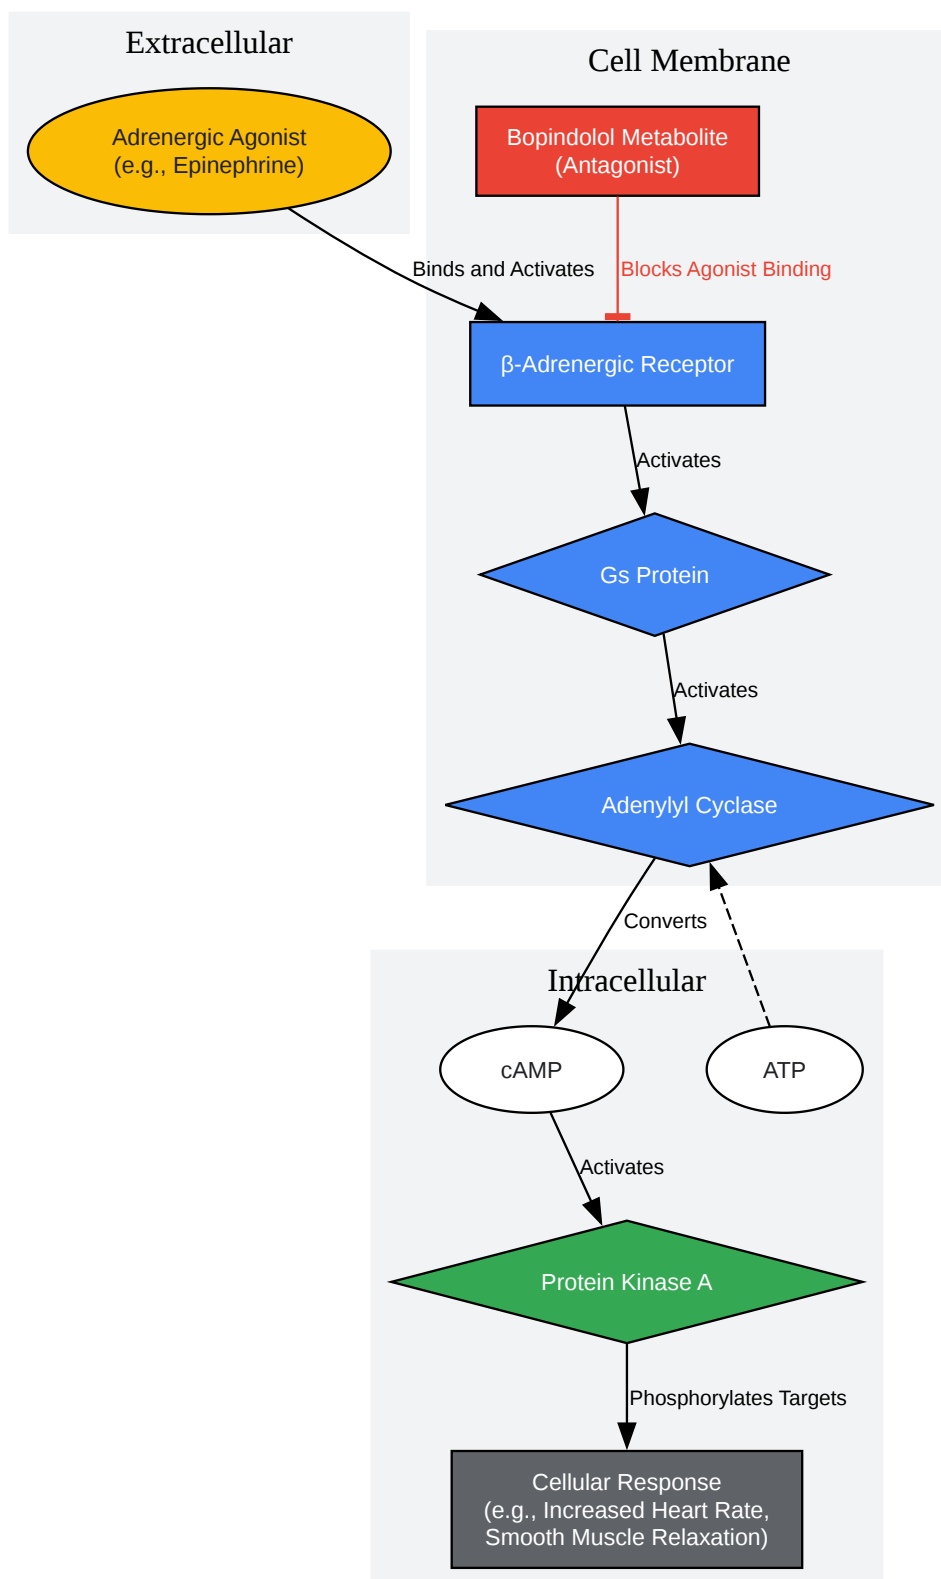 Extracellular
Cell Membrane
Adrenergic Agonist
(e.g., Epinephrine)
Bopindolol Metabolite
(Antagonist)
Binds and Activates
Blocks Agonist Binding
β-Adrenergic Receptor
Activates
Gs Protein
Activates
Adenylyl Cyclase
Converts
Intracellular
cAMP
ATP
Activates
Protein Kinase A
Phosphorylates Targets
Cellular Response
(e.g., Increased Heart Rate,
Smooth Muscle Relaxation)